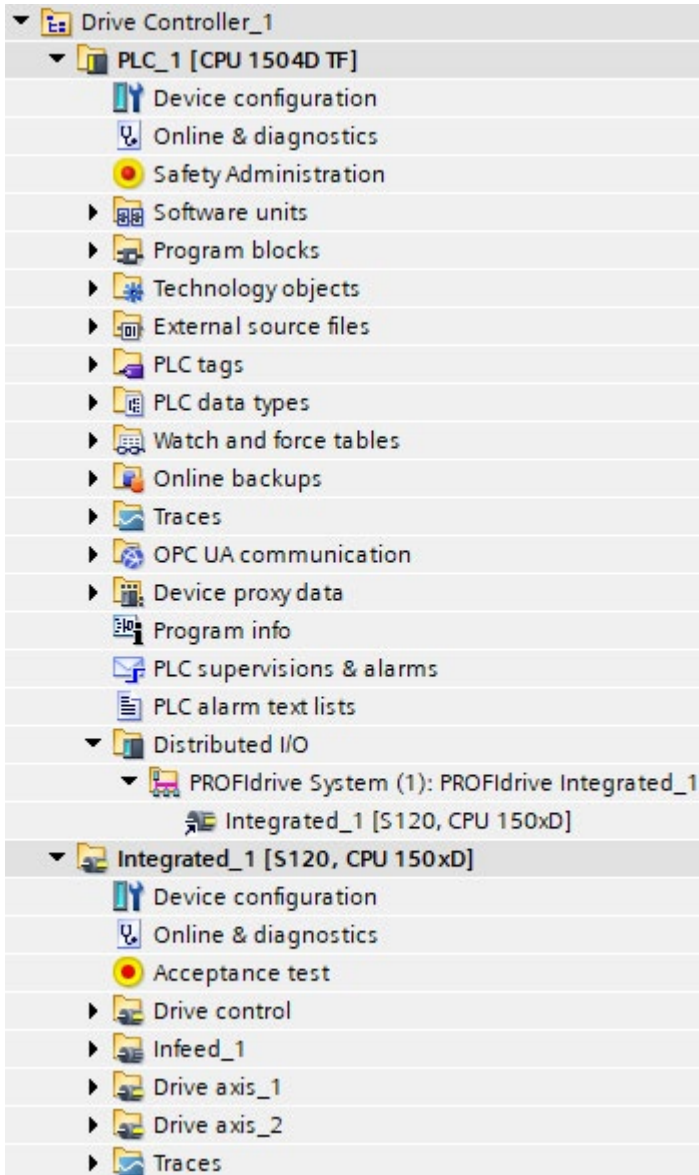 Drive Controller_1
PLC_1 [CPU 1504D TF]
Device configuration
Online & diagnostics
Safety Administration
Software units
Program blocks
Technology objects
External source files
PLC tags
PLC data types
Watch and force tables
Online backups
Traces
OPC UA communication
Device proxy data
Program info
PLC supervisions & alarms
PLC alarm text lists
Distributed I/O
PROFIdrive System (1): PROFIdrive Integrated_1
Integrated_1 [S120, CPU 150xD]
Integrated_1 [S120, CPU 150xD]
Device configuration
Online & diagnostics
Acceptance test
Drive control
Infeed_1
Drive axis_1
Drive axis_2
Traces